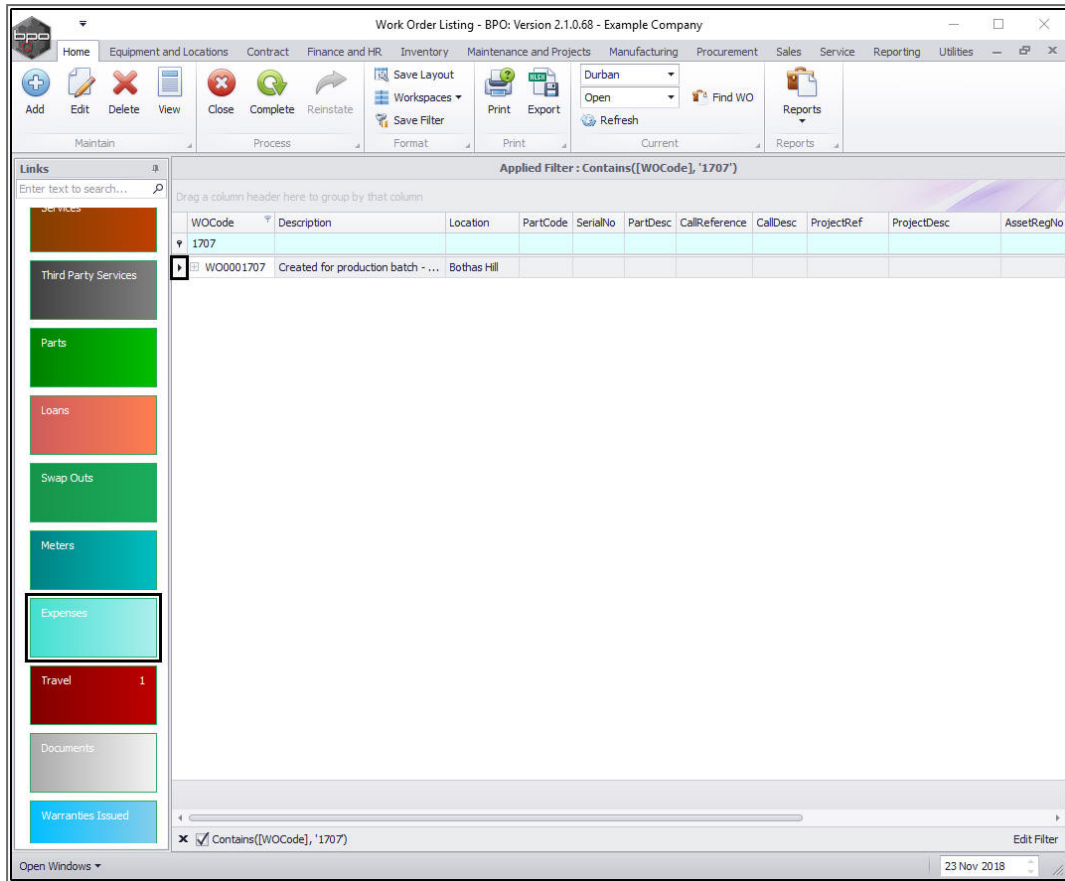 Work Order Listing - BPO: Version 2.1.0.68 - Example Company
bpo
Home Equipment and Locations Contract Finance and HR Inventory Maintenance and Projects Manufacturing Procurement Sales Service Reporting Utilities
Add Edit Delete View Close Complete Reinstate Save Layout Workspaces Save Filter Print Export Durban Open Refresh Find WO Reports
Maintain Process Format Print Current Reports
Links
Enter text to search...
Applied Filter : Contains([WOCode], '1707')
Drag a column header here to group by that column
WOCode Description Location PartCode SerialNo PartDesc CallReference CallDesc ProjectRef ProjectDesc AssetRegNo
1707
WO0001707 Created for production batch - ... Bothas Hill
Services
Third Party Services
Parts
Loans
Swap Outs
Meters
Expenses
Travel 1
Documents
Warranties Issued
Contains([WOCode], '1707') Edit Filter
Open Windows 23 Nov 2018